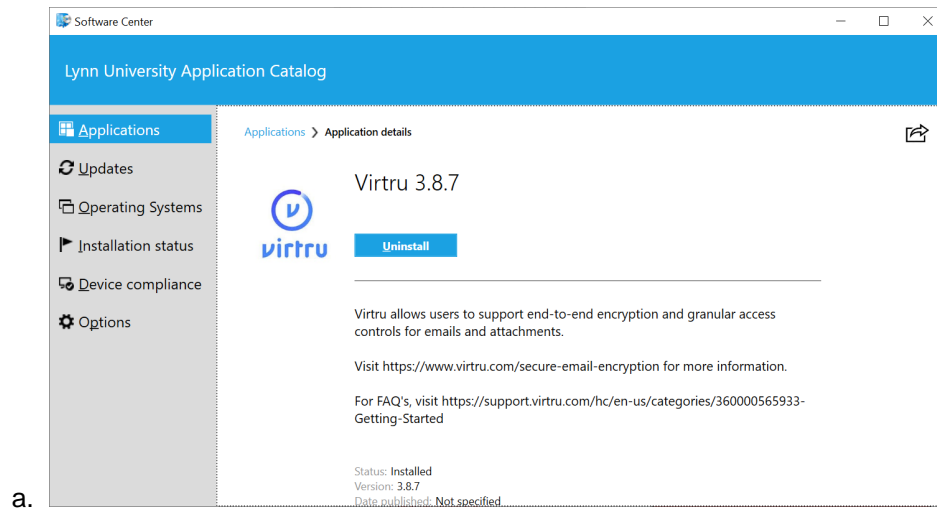 Software Center
Lynn University Application Catalog
Applications
Updates
Operating Systems
Installation status
Device compliance
Options
Applications ❯ Application details
Virtru 3.8.7
virtru
Uninstall
Virtru allows users to support end-to-end encryption and granular access
controls for emails and attachments.
Visit https://www.virtru.com/secure-email-encryption for more information.
For FAQ's, visit https://support.virtru.com/hc/en-us/categories/360000565933-
Getting-Started
Status: Installed
Version: 3.8.7
Date published: Not specified
a.